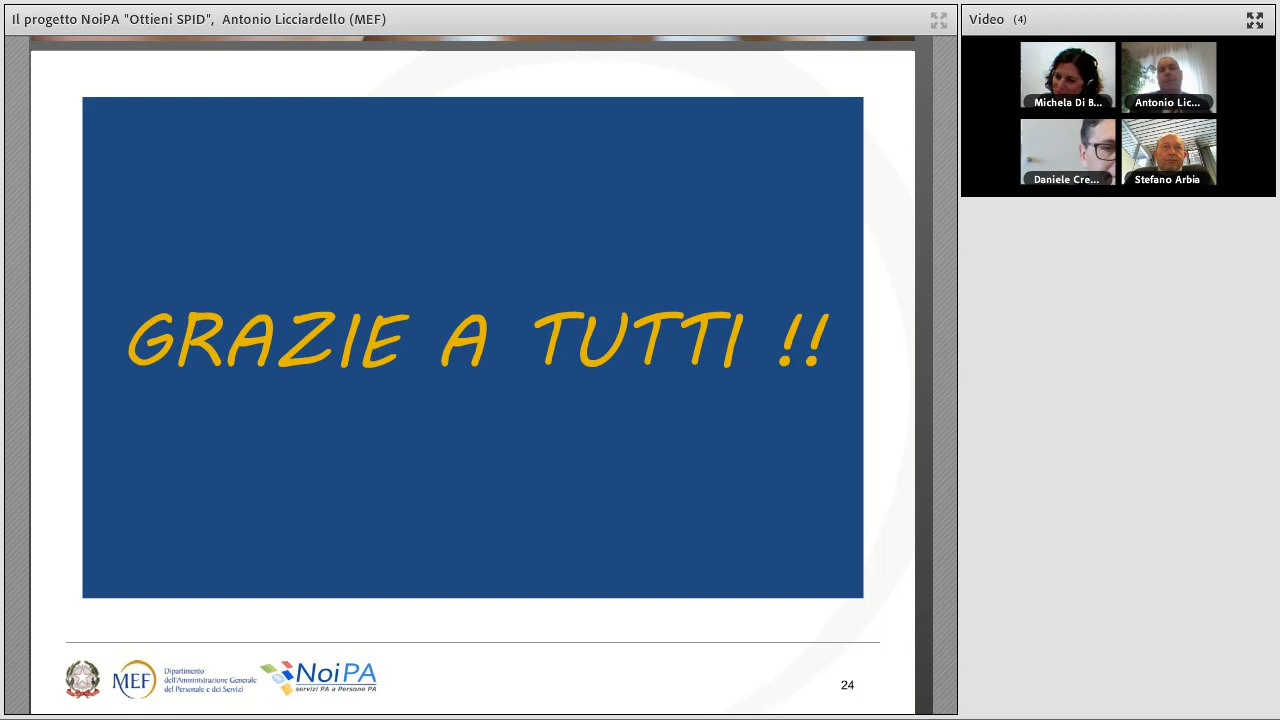 Il progetto NoiPA "Ottieni SPID", Antonio Licciardello (MEF)
Video (4)
Michela Di B...
Antonio Lic...
Daniele Cre...
Stefano Arbia
GRAZIE A TUTTI !!
MEF
Dipartimento
dell'Amministrazione Generale
del Personale e dei Servizi
NoiPA
servizi PA a Persone PA
24